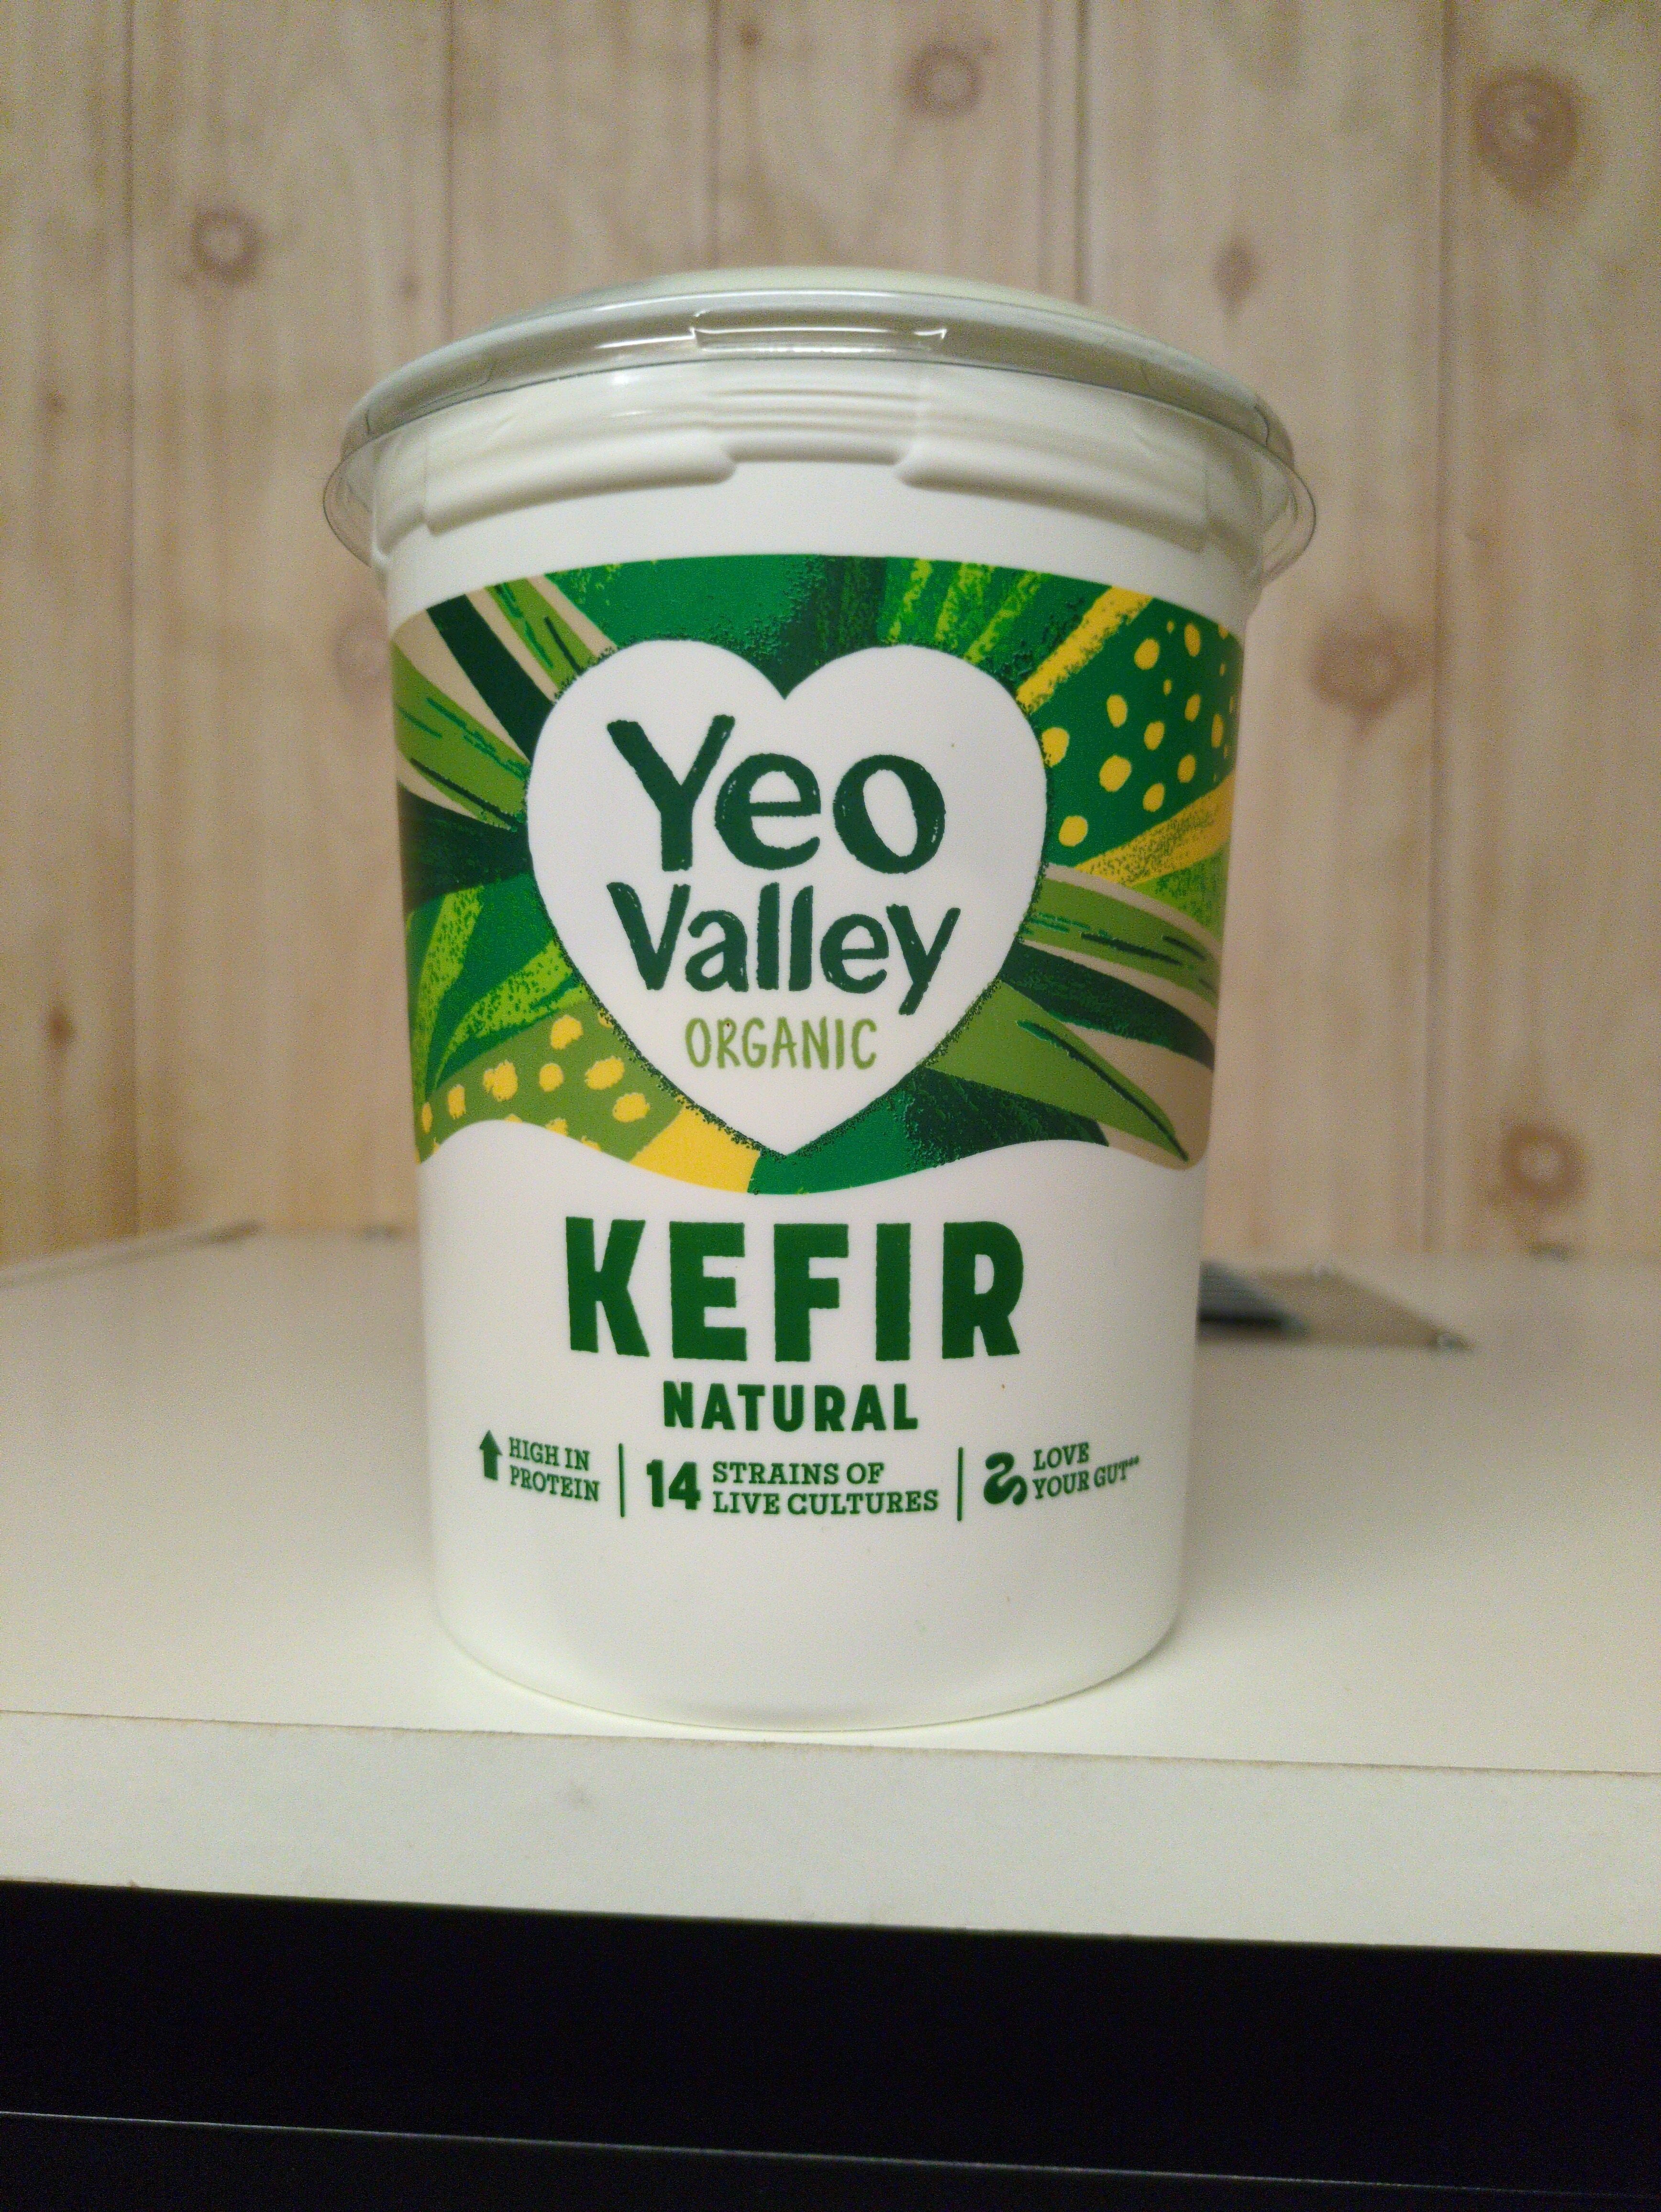 Yeo
Valley
ORGANIC
KEFIR
NATURAL
HIGH IN
PROTEIN
14 STRAINS OF
LIVE CULTURES
LOVE
YOUR GUT**